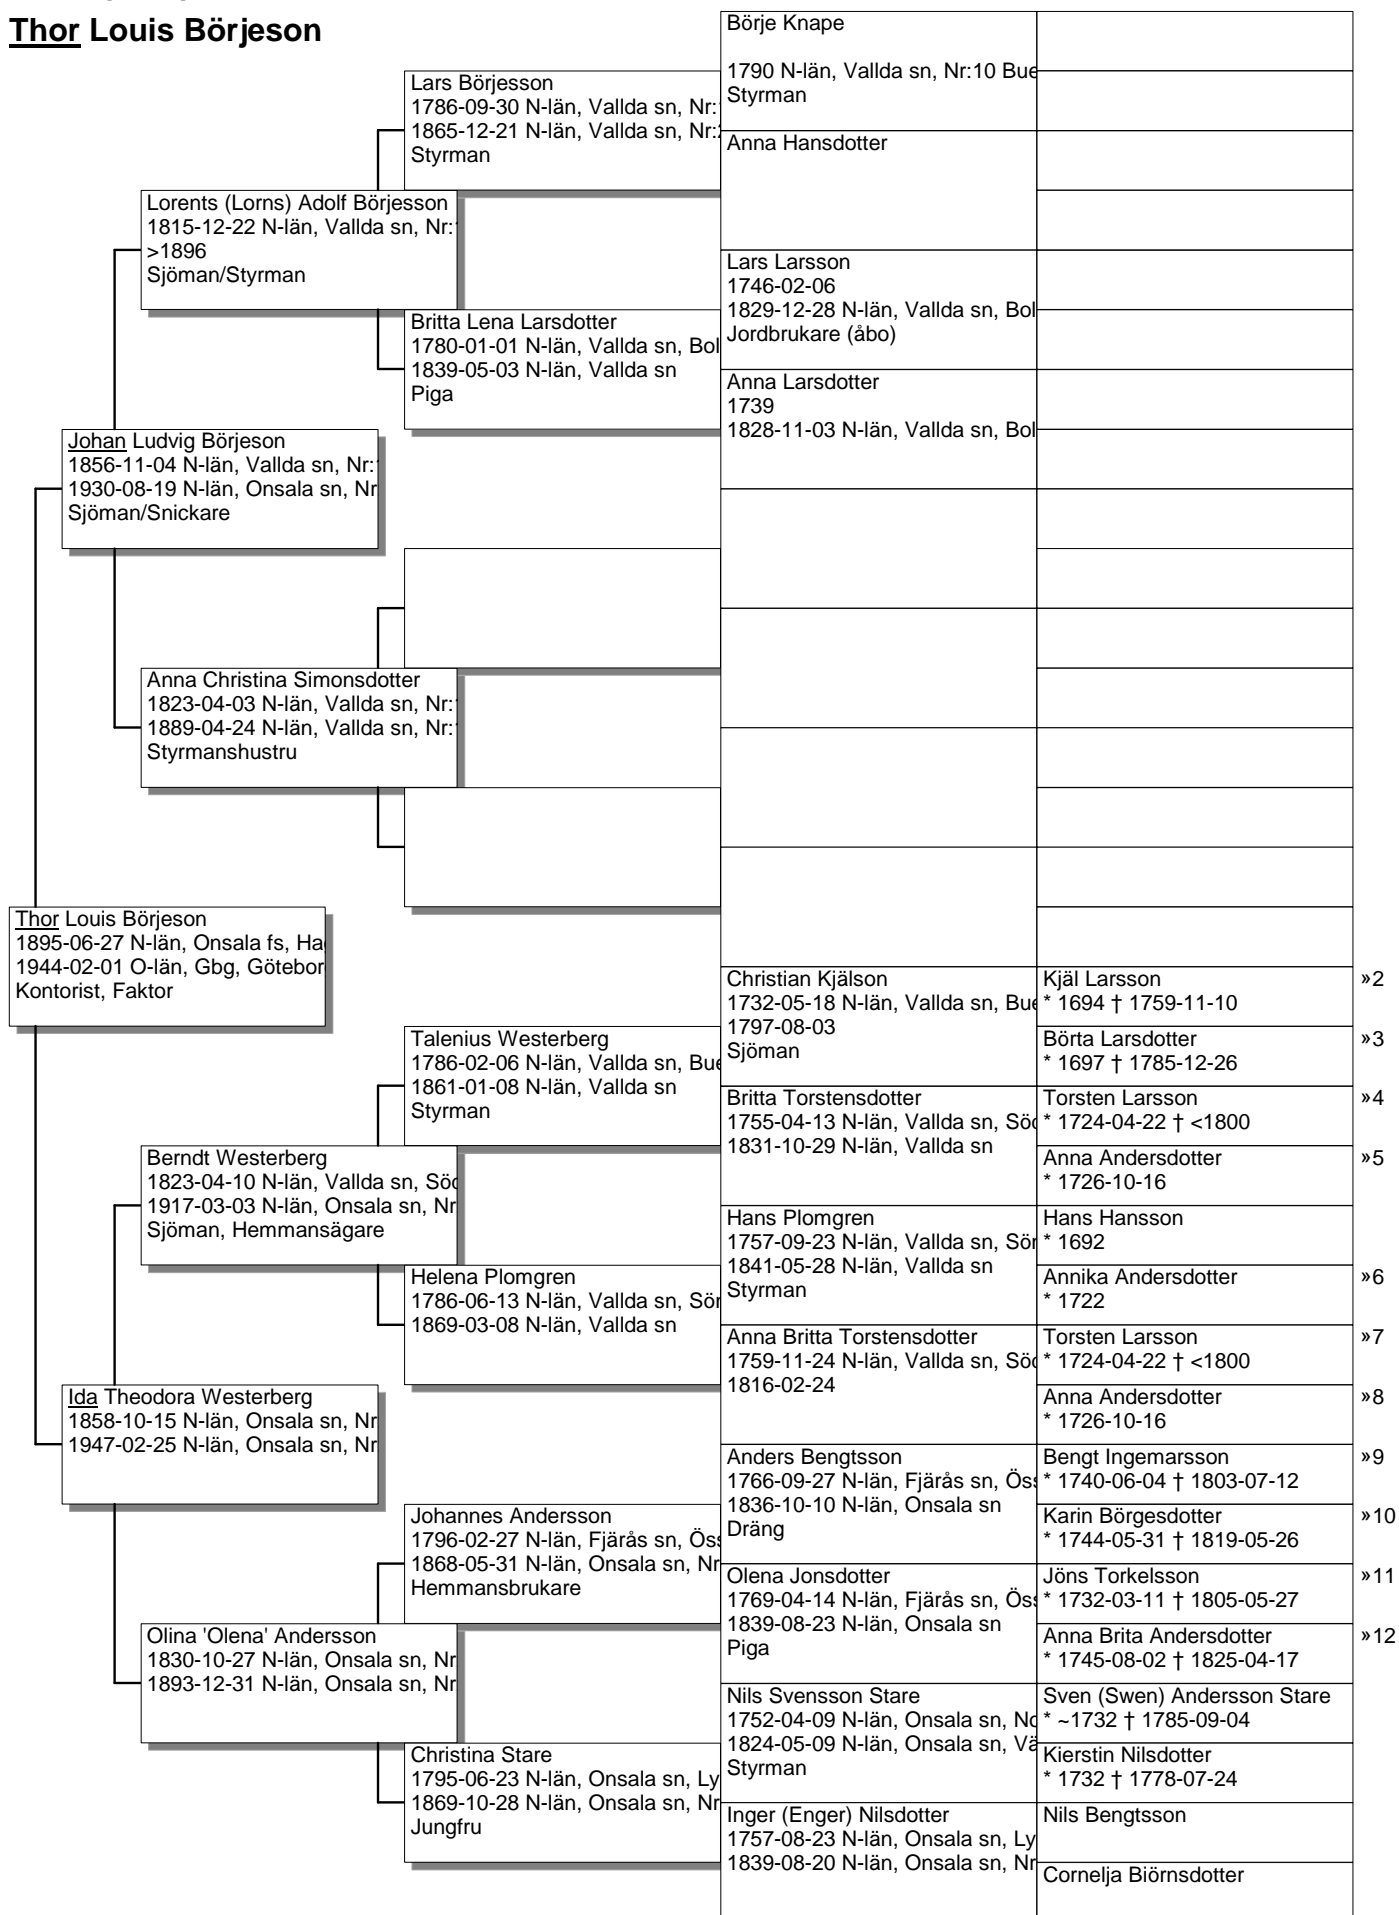 Thor Louis Börjeson
Börje Knape
1790 N-län, Vallda sn, Nr:10 Bue
Styrman
Lars Börjesson
1786-09-30 N-län, Vallda sn, Nr:
1865-12-21 N-län, Vallda sn, Nr:
Styrman
Anna Hansdotter
Lorents (Lorns) Adolf Börjesson
1815-12-22 N-län, Vallda sn, Nr:
>1896
Sjöman/Styrman
Lars Larsson
1746-02-06
1829-12-28 N-län, Vallda sn, Bol
Jordbrukare (åbo)
Britta Lena Larsdotter
1780-01-01 N-län, Vallda sn, Bol
1839-05-03 N-län, Vallda sn
Piga
Anna Larsdotter
1739
1828-11-03 N-län, Vallda sn, Bol
Johan Ludvig Börjeson
1856-11-04 N-län, Vallda sn, Nr:
1930-08-19 N-län, Onsala sn, Nr
Sjöman/Snickare
Anna Christina Simonsdotter
1823-04-03 N-län, Vallda sn, Nr:
1889-04-24 N-län, Vallda sn, Nr:
Styrmanshustru
Thor Louis Börjeson
1895-06-27 N-län, Onsala fs, Ha
1944-02-01 O-län, Gbg, Götebor
Kontorist, Faktor
Christian Kjälson
1732-05-18 N-län, Vallda sn, Bue
1797-08-03
Sjöman
Kjäl Larsson
* 1694 † 1759-11-10
»2
Börta Larsdotter
* 1697 † 1785-12-26
»3
Talenius Westerberg
1786-02-06 N-län, Vallda sn, Bue
1861-01-08 N-län, Vallda sn
Styrman
Britta Torstensdotter
1755-04-13 N-län, Vallda sn, Söd
1831-10-29 N-län, Vallda sn
Torsten Larsson
* 1724-04-22 † <1800
»4
Anna Andersdotter
* 1726-10-16
»5
Berndt Westerberg
1823-04-10 N-län, Vallda sn, Söd
1917-03-03 N-län, Onsala sn, Nr
Sjöman, Hemmansägare
Hans Plomgren
1757-09-23 N-län, Vallda sn, Sör
1841-05-28 N-län, Vallda sn
Styrman
Hans Hansson
* 1692
Annika Andersdotter
* 1722
»6
Helena Plomgren
1786-06-13 N-län, Vallda sn, Sör
1869-03-08 N-län, Vallda sn
Anna Britta Torstensdotter
1759-11-24 N-län, Vallda sn, Söd
1816-02-24
Torsten Larsson
* 1724-04-22 † <1800
»7
Anna Andersdotter
* 1726-10-16
»8
Ida Theodora Westerberg
1858-10-15 N-län, Onsala sn, Nr
1947-02-25 N-län, Onsala sn, Nr
Anders Bengtsson
1766-09-27 N-län, Fjärås sn, Öss
1836-10-10 N-län, Onsala sn
Dräng
Bengt Ingemarsson
* 1740-06-04 † 1803-07-12
»9
Karin Börgesdotter
* 1744-05-31 † 1819-05-26
»10
Johannes Andersson
1796-02-27 N-län, Fjärås sn, Öss
1868-05-31 N-län, Onsala sn, Nr
Hemmansbrukare
Olena Jonsdotter
1769-04-14 N-län, Fjärås sn, Öss
1839-08-23 N-län, Onsala sn
Piga
Jöns Torkelsson
* 1732-03-11 † 1805-05-27
»11
Anna Brita Andersdotter
* 1745-08-02 † 1825-04-17
»12
Olina 'Olena' Andersson
1830-10-27 N-län, Onsala sn, Nr
1893-12-31 N-län, Onsala sn, Nr
Nils Svensson Stare
1752-04-09 N-län, Onsala sn, No
1824-05-09 N-län, Onsala sn, Vä
Styrman
Sven (Swen) Andersson Stare
* ~1732 † 1785-09-04
Kierstin Nilsdotter
* 1732 † 1778-07-24
Christina Stare
1795-06-23 N-län, Onsala sn, Ly
1869-10-28 N-län, Onsala sn, Nr
Jungfru
Inger (Enger) Nilsdotter
1757-08-23 N-län, Onsala sn, Ly
1839-08-20 N-län, Onsala sn, Nr
Nils Bengtsson
Cornelja Biörnsdotter